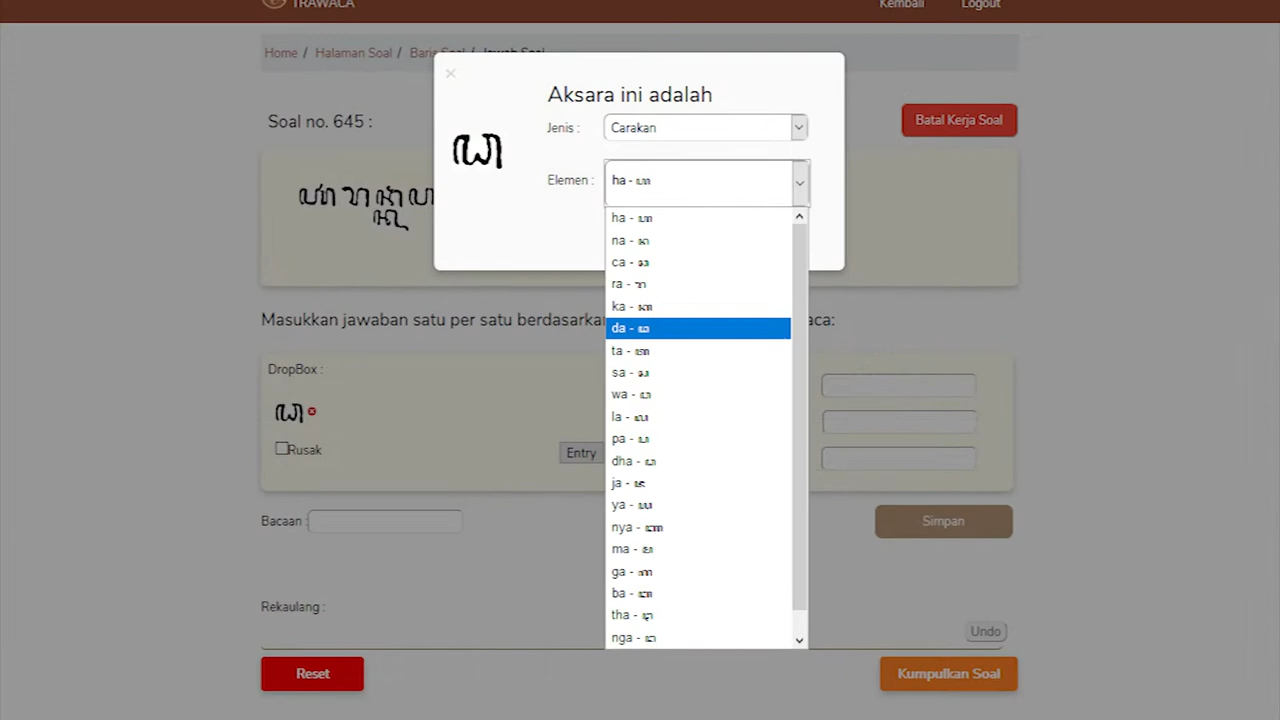 TRAWACA
Kembali
Logout
Home / Halaman Soal / Baris Soal / Jawab Soal
×
Aksara ini adalah
Soal no. 645 :
Jenis :
Carakan
Batal Kerja Soal
Elemen :
ha - ꦲ
ha - ꦲ
na - ꦤ
ca - ꦕ
ra - ꦫ
ka - ꦏ
da - ꦢ
ta - ꦠ
sa - ꦱ
wa - ꦮ
la - ꦭ
pa - ꦥ
dha - ꦝ
ja - ꦗ
ya - ꦪ
nya - ꦚ
ma - ꦩ
ga - ꦒ
ba - ꦧ
tha - ꦛ
nga - ꦔ
Masukkan jawaban satu per satu berdasarka
aca:
DropBox :
Rusak
Entry
Bacaan :
Simpan
Rekaulang :
Undo
Reset
Kumpulkan Soal